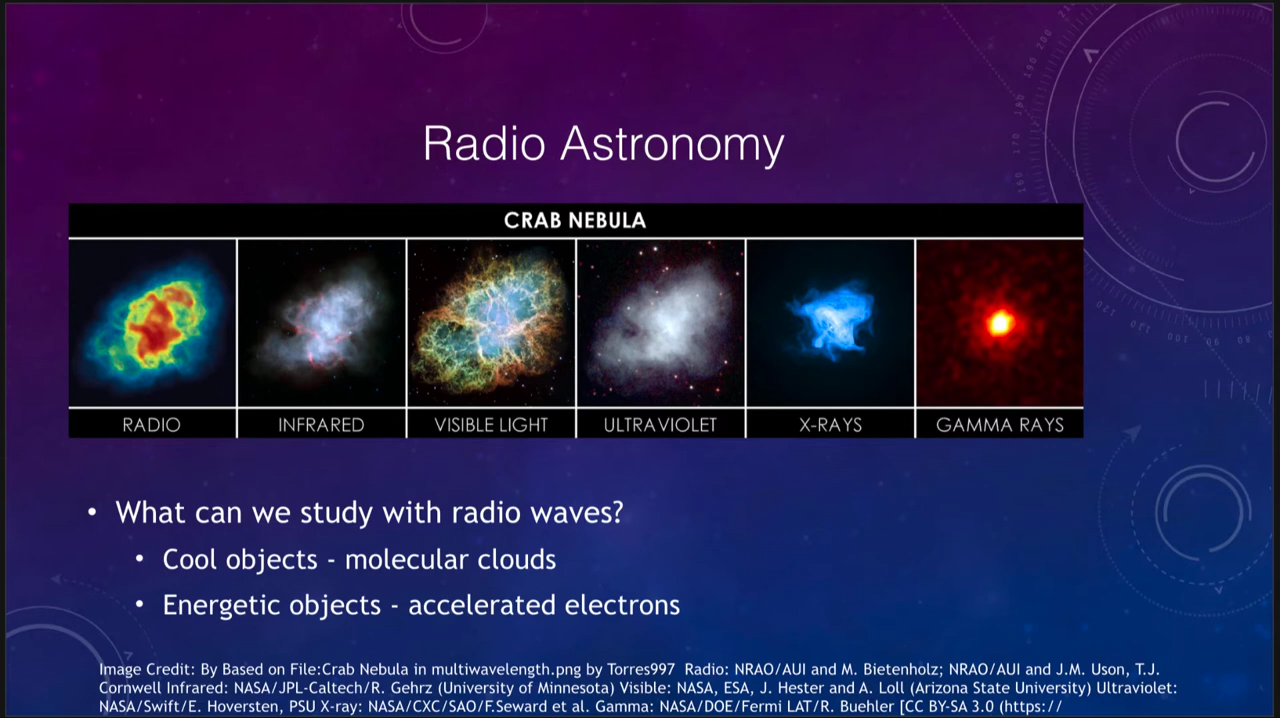 Radio Astronomy
CRAB NEBULA
RADIO
INFRARED
VISIBLE LIGHT
ULTRAVIOLET
X-RAYS
GAMMA RAYS
• What can we study with radio waves?
• Cool objects - molecular clouds
• Energetic objects - accelerated electrons
Image Credit: By Based on File:Crab Nebula in multiwavelength.png by Torres997 Radio: NRAO/AUI and M. Bietenholz; NRAO/AUI and J.M. Uson, T.J.
Cornwell Infrared: NASA/JPL-Caltech/R. Gehrz (University of Minnesota) Visible: NASA, ESA, J. Hester and A. Loll (Arizona State University) Ultraviolet:
NASA/Swift/E. Hoversten, PSU X-ray: NASA/CXC/SAO/F.Seward et al. Gamma: NASA/DOE/Fermi LAT/R. Buehler [CC BY-SA 3.0 (https://